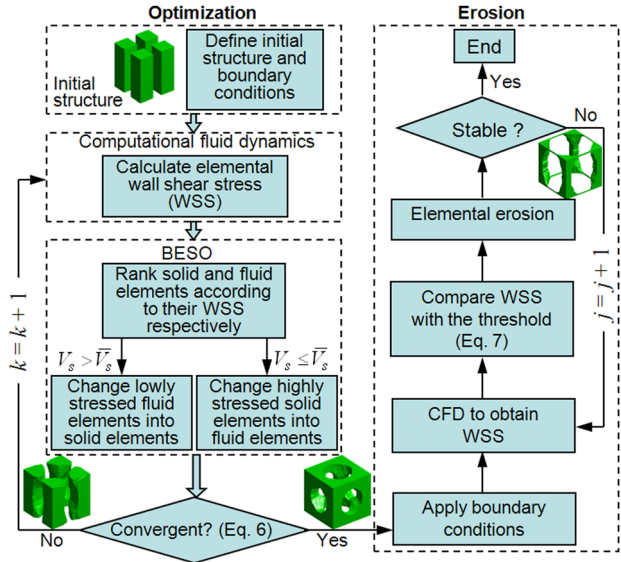 Optimization
Define initial
structure and
boundary
conditions
Initial
structure
Computational fluid dynamics
Calculate elemental
wall shear stress
(WSS)
BESO
Rank solid and fluid
elements according
to their WSS
respectively
V_s > V̅_s
V_s ≤ V̅_s
Change lowly
stressed fluid
elements into
solid elements
Change highly
stressed solid
elements into
fluid elements
k = k + 1
Convergent? (Eq. 6)
No
Yes
Erosion
End
Yes
No
Stable ?
Elemental erosion
Compare WSS
with the threshold
(Eq. 7)
j = j + 1
CFD to obtain
WSS
Apply boundary
conditions